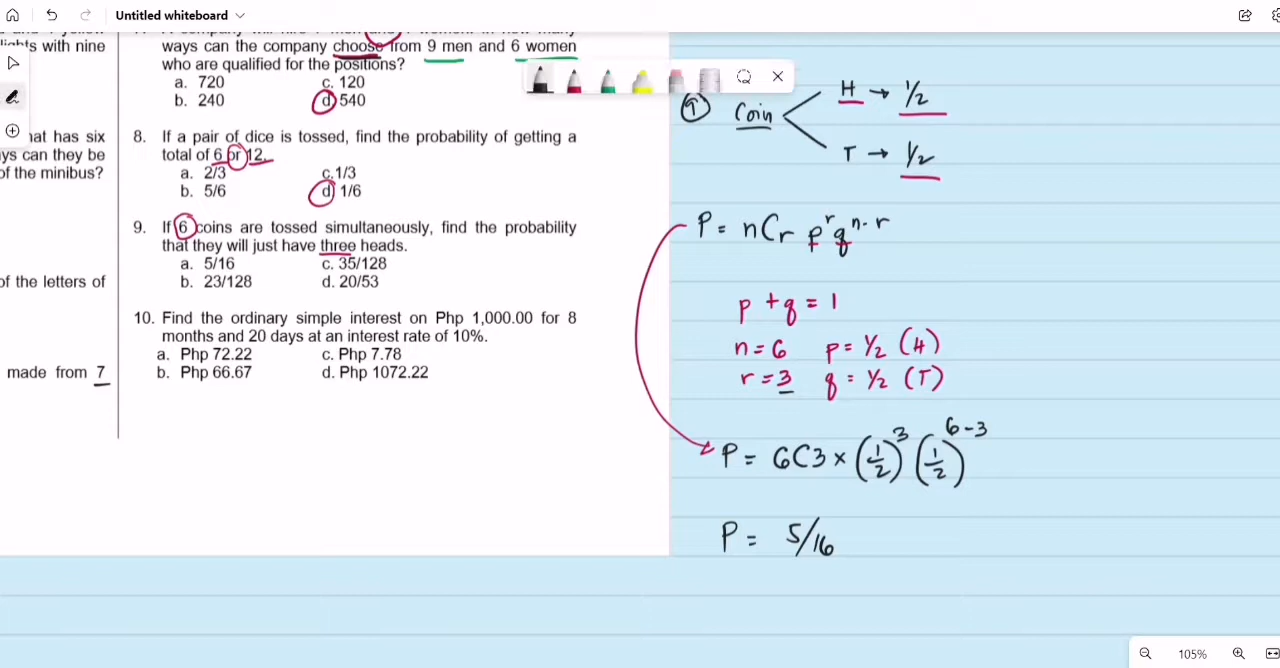 Untitled whiteboard
ways can the company choose from 9 men and 6 women
who are qualified for the positions?
a. 720 c. 120
b. 240 d. 540
8. If a pair of dice is tossed, find the probability of getting a
total of 6 or 12.
a. 2/3 c. 1/3
b. 5/6 d. 1/6
9. If 6 coins are tossed simultaneously, find the probability
that they will just have three heads.
a. 5/16 c. 35/128
b. 23/128 d. 20/53
10. Find the ordinary simple interest on Php 1,000.00 for 8
months and 20 days at an interest rate of 10%.
a. Php 72.22 c. Php 7.78
b. Php 66.67 d. Php 1072.22
lights with nine
hat has six
ys can they be
of the minibus?
of the letters of
made from 7
9 Coin
H → 1/2
T → 1/2
P = nCr p^r q^n-r
p + q = 1
n = 6 p = 1/2 (H)
r = 3 q = 1/2 (T)
P = 6C3 × (1/2)^3 (1/2)^6-3
P = 5/16
105%